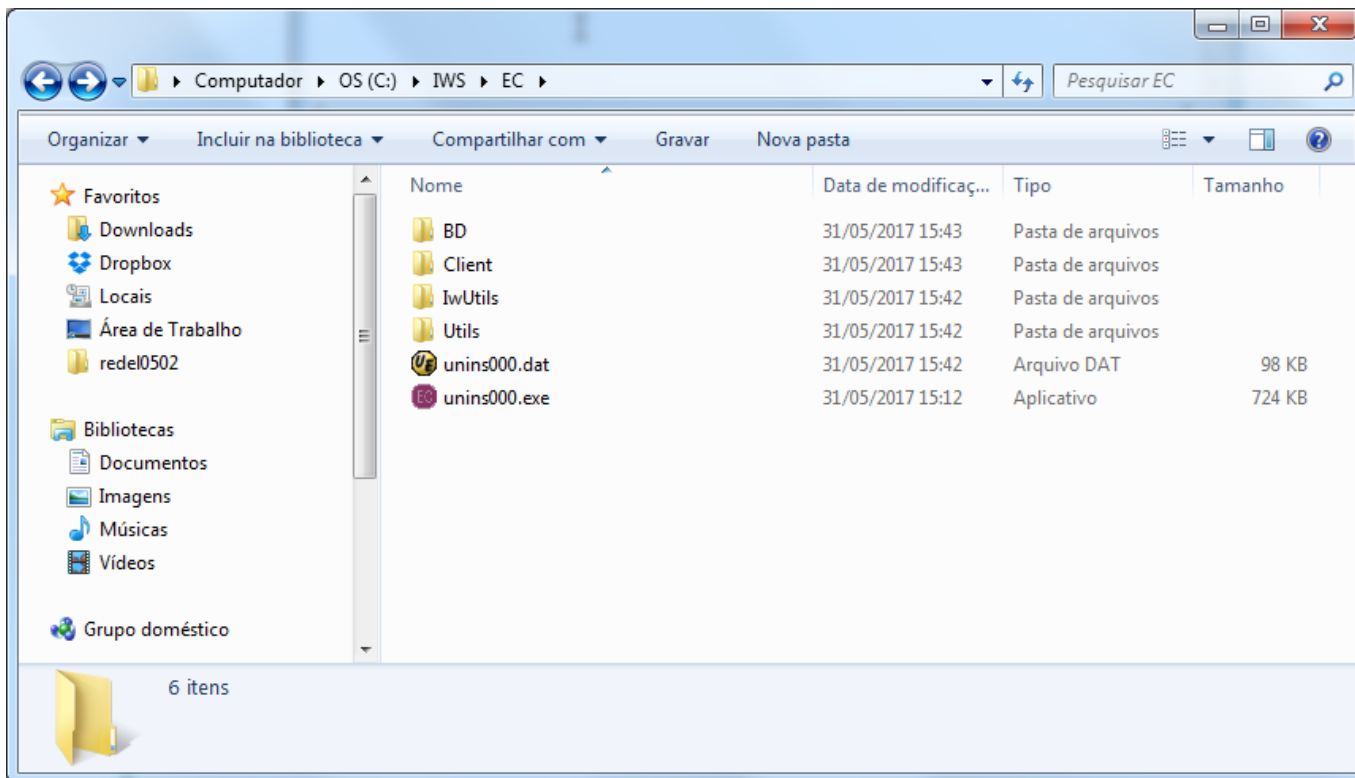 Computador OS (C:) IWS EC Pesquisar EC
Organizar Incluir na biblioteca Compartilhar com Gravar Nova pasta
Favoritos
Downloads
Dropbox
Locais
Área de Trabalho
redel0502
Bibliotecas
Documentos
Imagens
Músicas
Vídeos
Grupo doméstico
Nome Data de modificaç... Tipo Tamanho
BD 31/05/2017 15:43 Pasta de arquivos
Client 31/05/2017 15:43 Pasta de arquivos
IwUtils 31/05/2017 15:42 Pasta de arquivos
Utils 31/05/2017 15:42 Pasta de arquivos
UE unins000.dat 31/05/2017 15:42 Arquivo DAT 98 KB
EC unins000.exe 31/05/2017 15:12 Aplicativo 724 KB
6 itens